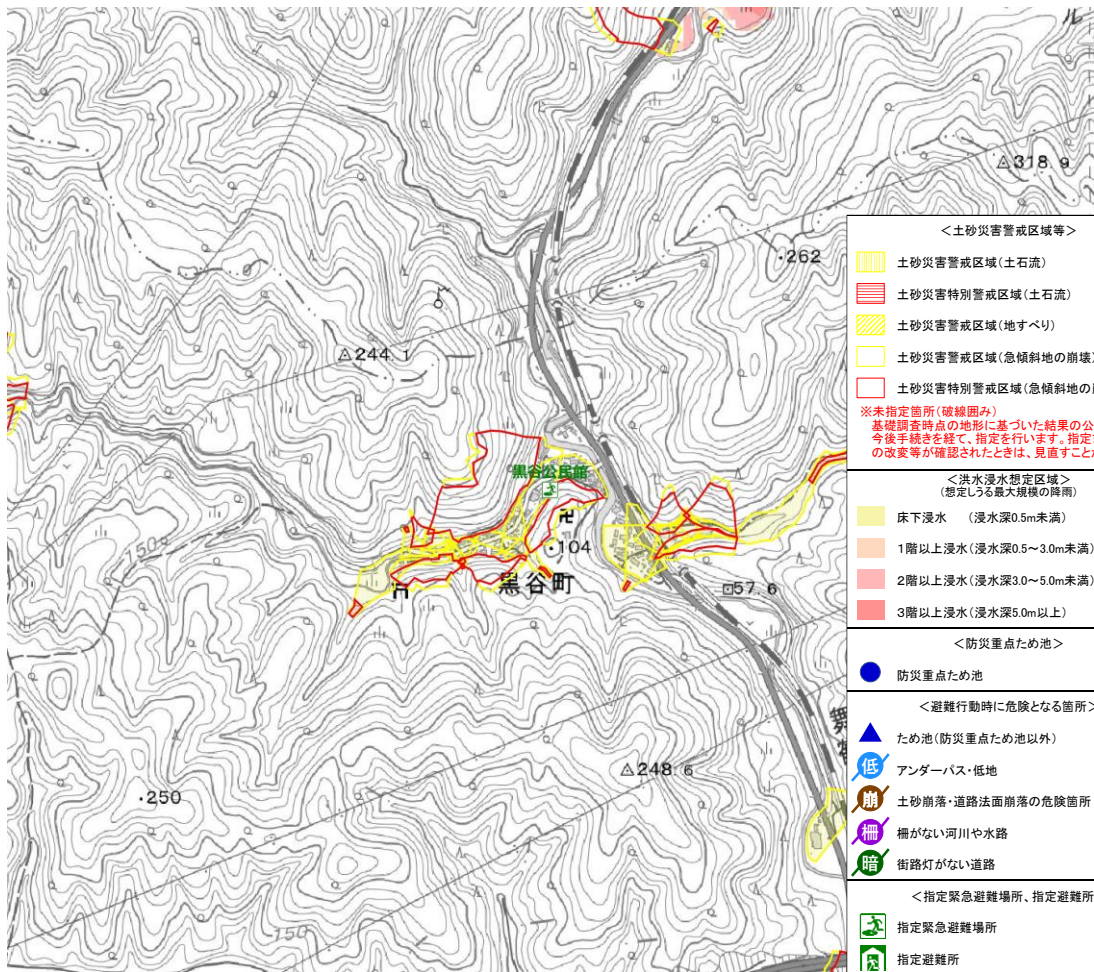 ル
318.9
262
244.1
150
黒谷公民館
104
黒谷町
57.6
舞
248.6
250
150
＜土砂災害警戒区域等＞
土砂災害警戒区域(土石流)
土砂災害特別警戒区域(土石流)
土砂災害警戒区域(地すべり)
土砂災害警戒区域(急傾斜地の崩壊)
土砂災害特別警戒区域(急傾斜地の
※未指定箇所(破線囲み)
基礎調査時点の地形に基づいた結果の公
今後手続きを経て、指定を行います。指定
の改変等が確認されたときは、見直すことが
＜洪水浸水想定区域＞
(想定しうる最大規模の降雨)
床下浸水　(浸水深0.5m未満)
1階以上浸水(浸水深0.5～3.0m未満)
2階以上浸水(浸水深3.0～5.0m未満)
3階以上浸水(浸水深5.0m以上)
＜防災重点ため池＞
防災重点ため池
＜避難行動時に危険となる箇所＞
ため池(防災重点ため池以外)
低 アンダーパス・低地
崩 土砂崩落・道路法面崩落の危険箇所
柵 柵がない河川や水路
暗 街路灯がない道路
＜指定緊急避難場所、指定避難所
指定緊急避難場所
指定避難所